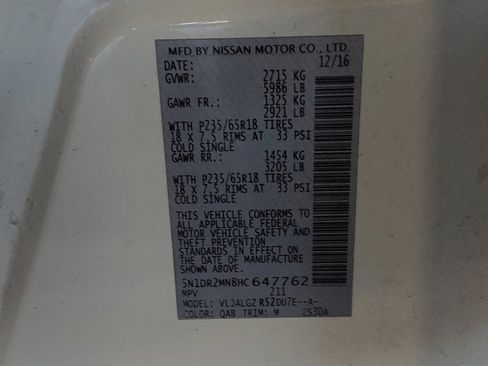 MFD BY NISSAN MOTOR CO., LTD.
DATE: 12/16
GVWR: 2715 KG
5986 LB
GAWR FR.: 1325 KG
2921 LB
WITH P235/65R18 TIRES
18 X 7.5 RIMS AT 33 PSI
COLD SINGLE
GAWR RR.: 1454 KG
3205 LB
WITH P235/65R18 TIRES
18 X 7.5 RIMS AT 33 PSI
COLD SINGLE
THIS VEHICLE CONFORMS TO
ALL APPLICABLE FEDERAL
MOTOR VEHICLE SAFETY AND
THEFT PREVENTION
STANDARDS IN EFFECT ON
THE DATE OF MANUFACTURE
SHOWN ABOVE.
5N1DR2MN8HC 647762
MPV 211
MODEL: VLJALGZ R52DU7E--A-
COLOR: QAB TRIM: M ZS30A